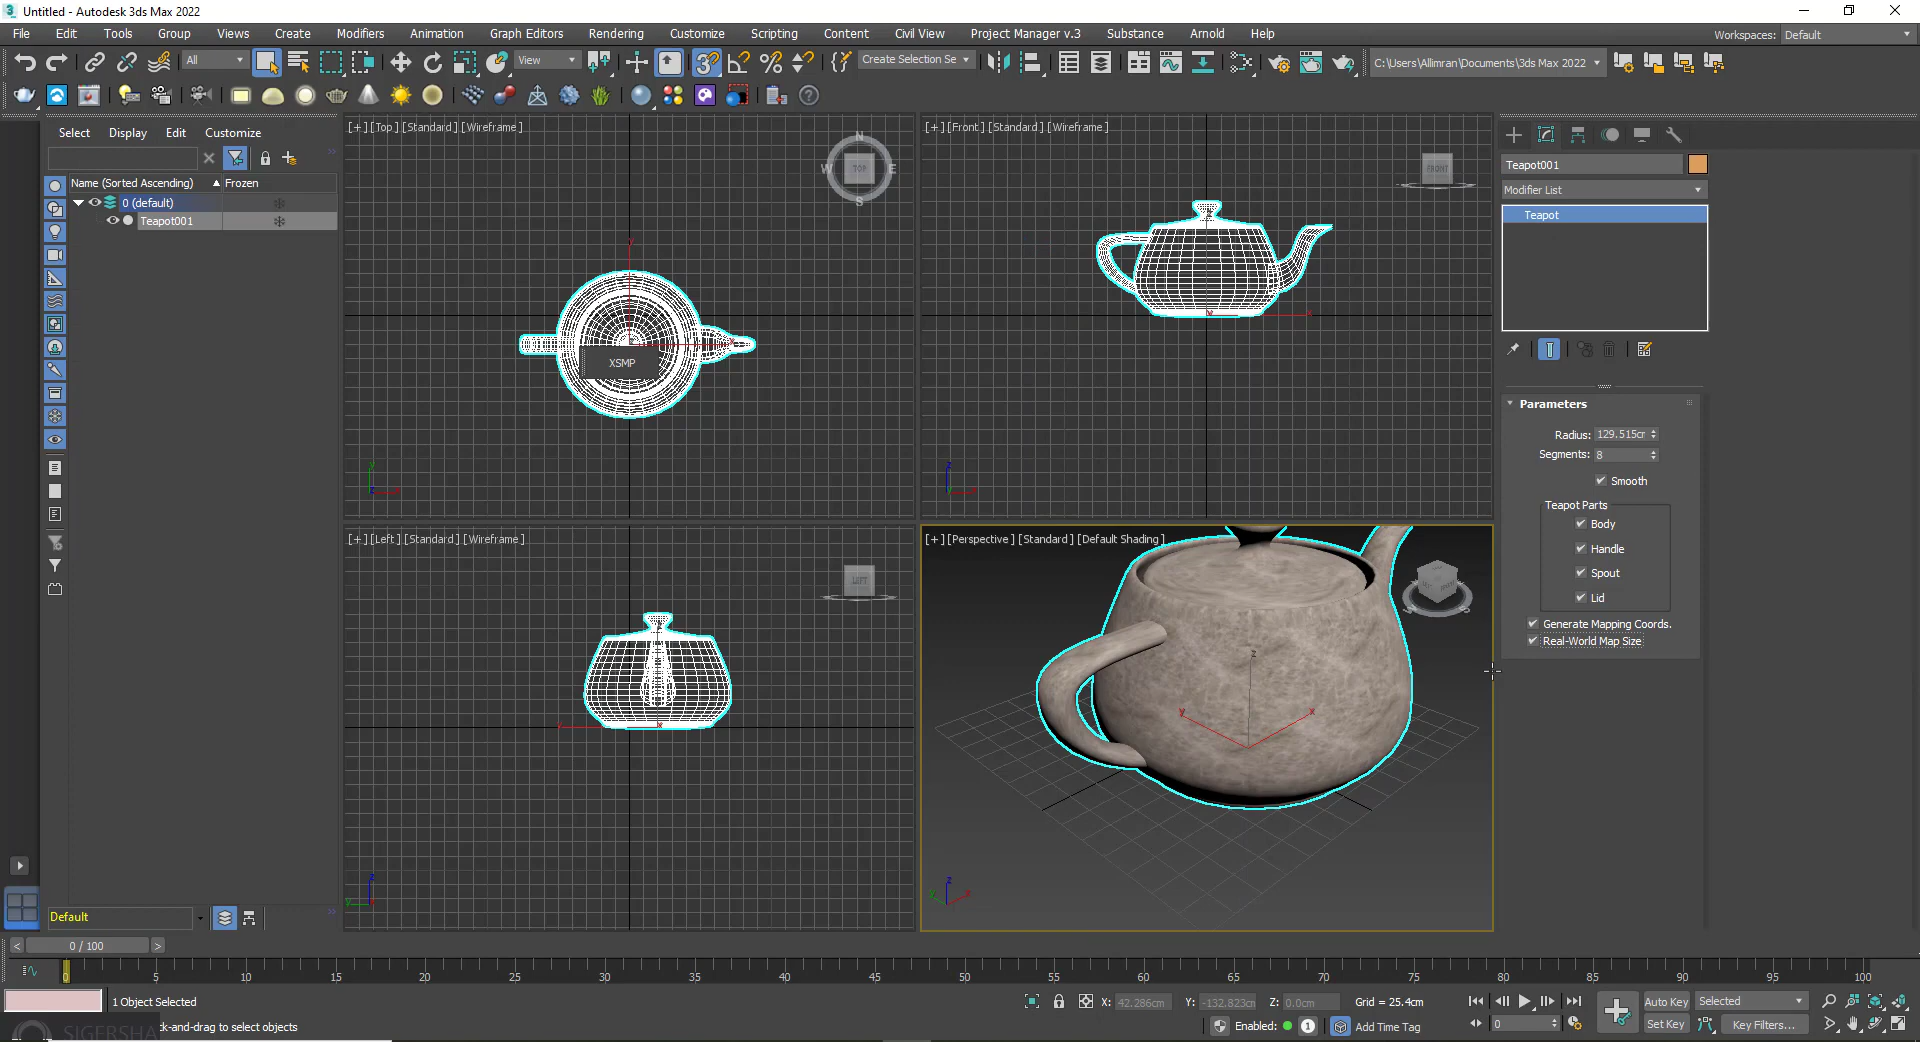 Untitled - Autodesk 3ds Max 2022
File Edit Tools Group Views Create Modifiers Animation Graph Editors Rendering Customize Scripting Content Civil View Project Manager v.3 Substance Arnold Help
Workspaces: Default
All View Create Selection Se C:\Users\Allimran\Documents\3ds Max 2022
Select Display Edit Customize
Name (Sorted Ascending) Frozen
0 (default)
Teapot001
[+] [Top] [Standard] [Wireframe]
N
W TOP E
S
XSMP
[+] [Front] [Standard] [Wireframe]
FRONT
[+] [Left] [Standard] [Wireframe]
LEFT
[+] [Perspective] [Standard] [Default Shading]
Teapot001
Modifier List
Teapot
Parameters
Radius: 129.515cr
Segments: 8
Smooth
Teapot Parts
Body
Handle
Spout
Lid
Generate Mapping Coords.
Real-World Map Size
Default
< 0 / 100 >
0 5 10 15 20 25 30 35 40 45 50 55 60 65 70 75 80 85 90 95 100
1 Object Selected
X: 42.286cm Y: -132.823cm Z: 0.0cm Grid = 25.4cm
Auto Key Selected
SIGERSHA
ck-and-drag to select objects
Enabled: 1 Add Time Tag
0
Set Key Key Filters...